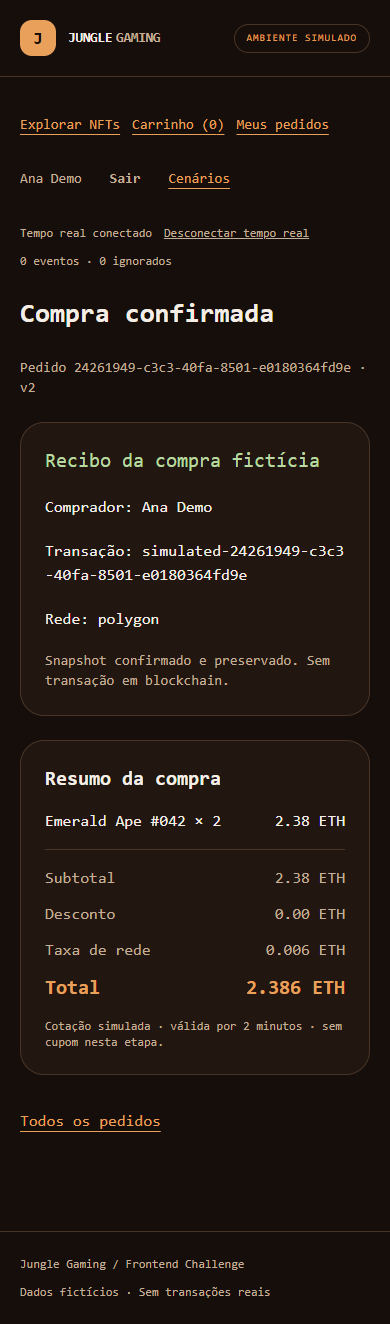 J JUNGLE GAMING AMBIENTE SIMULADO
Explorar NFTs Carrinho (0) Meus pedidos
Ana Demo Sair Cenários
Tempo real conectado Desconectar tempo real
0 eventos · 0 ignorados
Compra confirmada
Pedido 24261949-c3c3-40fa-8501-e0180364fd9e ·
v2
Recibo da compra fictícia
Comprador: Ana Demo
Transação: simulated-24261949-c3c3
-40fa-8501-e0180364fd9e
Rede: polygon
Snapshot confirmado e preservado. Sem
transação em blockchain.
Resumo da compra
Emerald Ape #042 × 2 2.38 ETH
Subtotal 2.38 ETH
Desconto 0.00 ETH
Taxa de rede 0.006 ETH
Total 2.386 ETH
Cotação simulada · válida por 2 minutos · sem
cupom nesta etapa.
Todos os pedidos
Jungle Gaming / Frontend Challenge
Dados fictícios · Sem transações reais